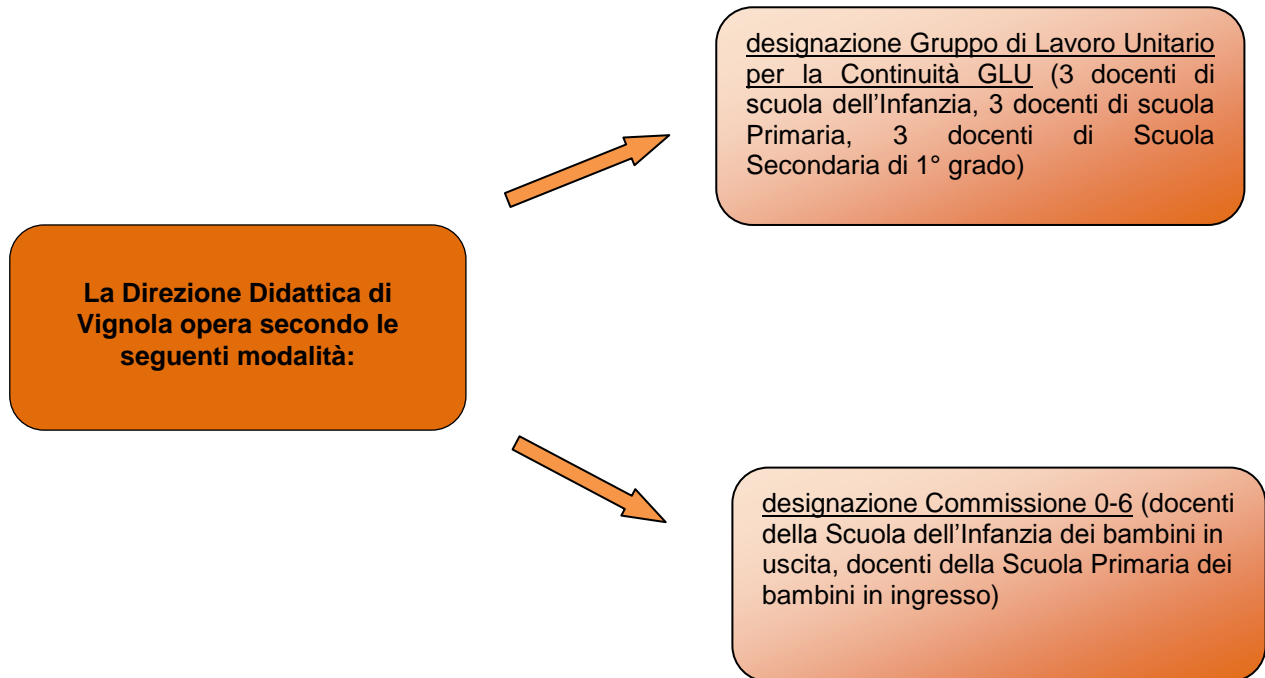 La Direzione Didattica di
Vignola opera secondo le
seguenti modalità:
designazione Gruppo di Lavoro Unitario
per la Continuità GLU (3 docenti di
scuola dell’Infanzia, 3 docenti di scuola
Primaria, 3 docenti di Scuola
Secondaria di 1° grado)
designazione Commissione 0-6 (docenti
della Scuola dell’Infanzia dei bambini in
uscita, docenti della Scuola Primaria dei
bambini in ingresso)